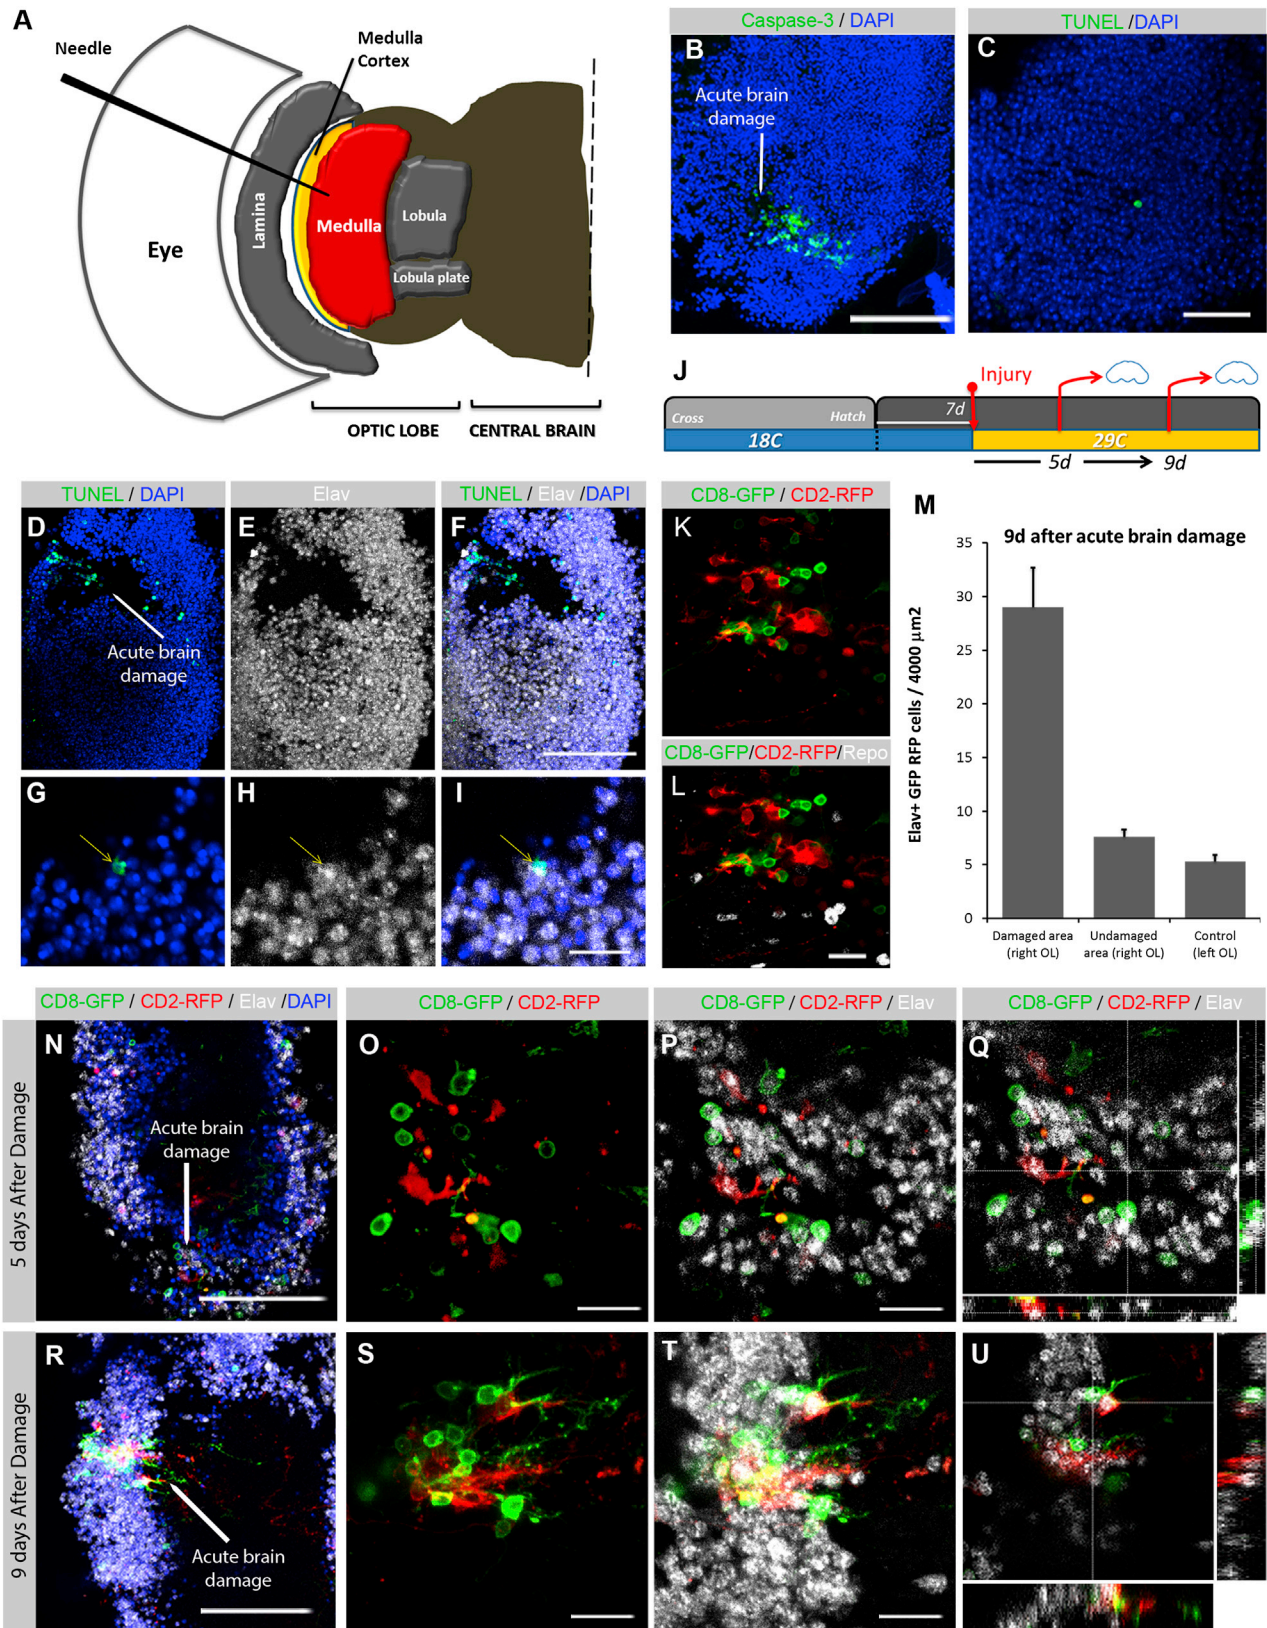 A
Needle
Medulla
Cortex
Eye
Lamina
Medulla
Lobula
Lobula plate
OPTIC LOBE
CENTRAL BRAIN
Caspase-3 / DAPI
B
Acute brain
damage
TUNEL /DAPI
C
J
Injury
Cross
Hatch
7d
18C
29C
5d
9d
TUNEL / DAPI
D
Acute brain
damage
Elav
E
TUNEL / Elav /DAPI
F
G
H
I
CD8-GFP / CD2-RFP
K
CD8-GFP/CD2-RFP/Repo
L
M
9d after acute brain damage
Elav+ GFP RFP cells / 4000 µm2
35
30
25
20
15
10
5
0
Damaged area
(right OL)
Undamaged
area (right OL)
Control
(left OL)
5 days After Damage
CD8-GFP / CD2-RFP / Elav /DAPI
N
Acute brain
damage
CD8-GFP / CD2-RFP
O
CD8-GFP / CD2-RFP / Elav
P
CD8-GFP / CD2-RFP / Elav
Q
9 days After Damage
R
Acute brain
damage
S
T
U